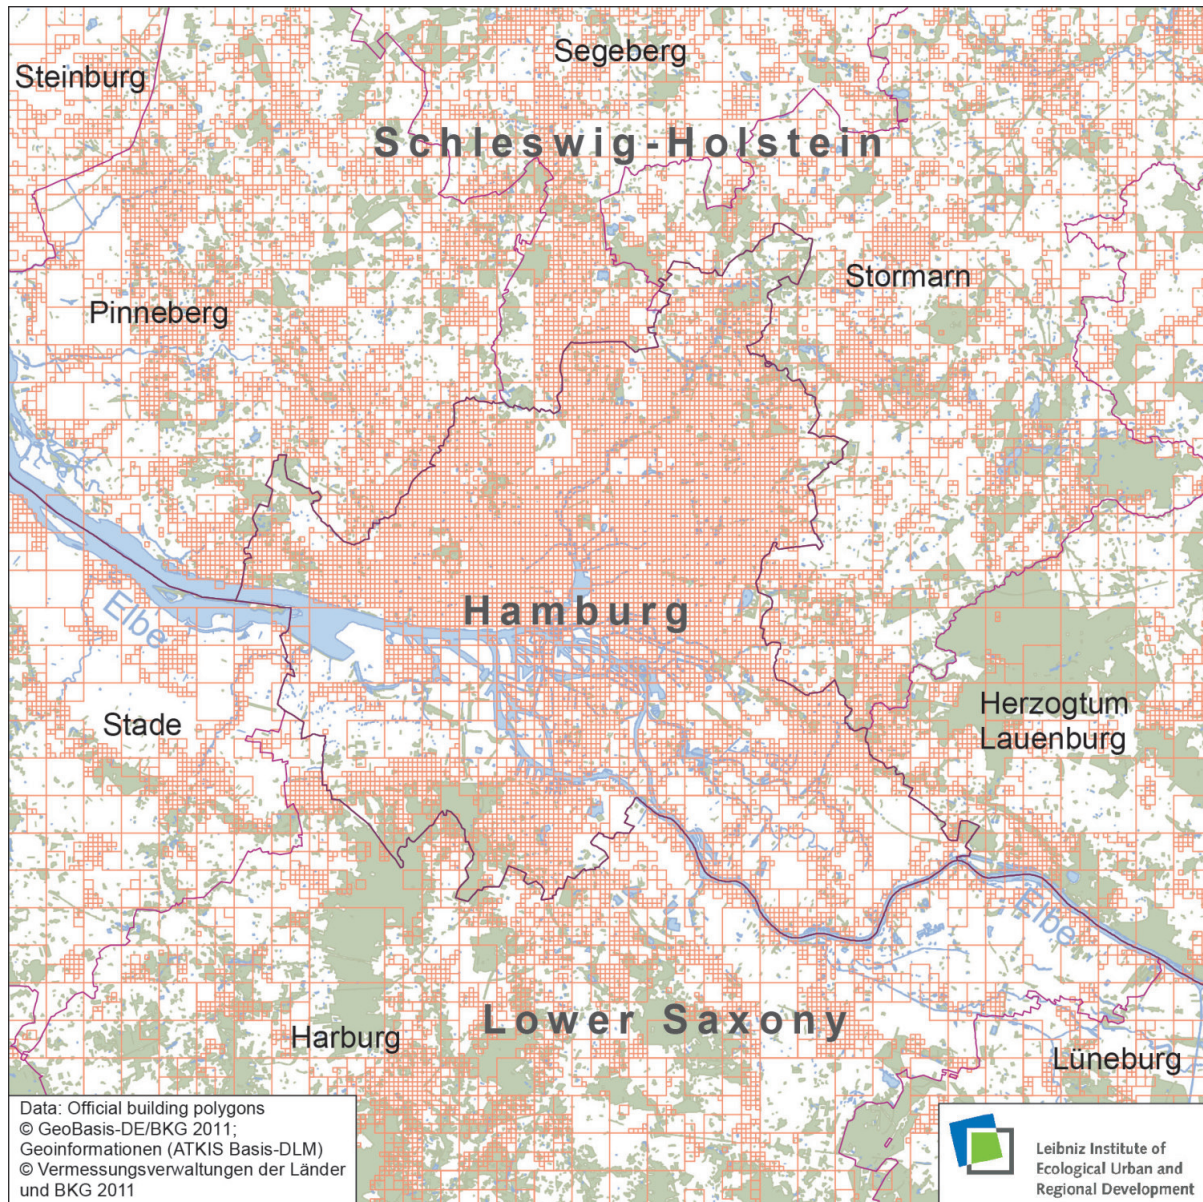 Segeberg
Steinburg
Schleswig-Holstein
Stormarn
Pinneberg
Elbe
Hamburg
Stade
Herzogtum
Lauenburg
Elbe
Lower Saxony
Harburg
Lüneburg
Data: Official building polygons
© GeoBasis-DE/BKG 2011;
Geoinformationen (ATKIS Basis-DLM)
© Vermessungsverwaltungen der Länder
und BKG 2011
Leibniz Institute of
Ecological Urban and
Regional Development